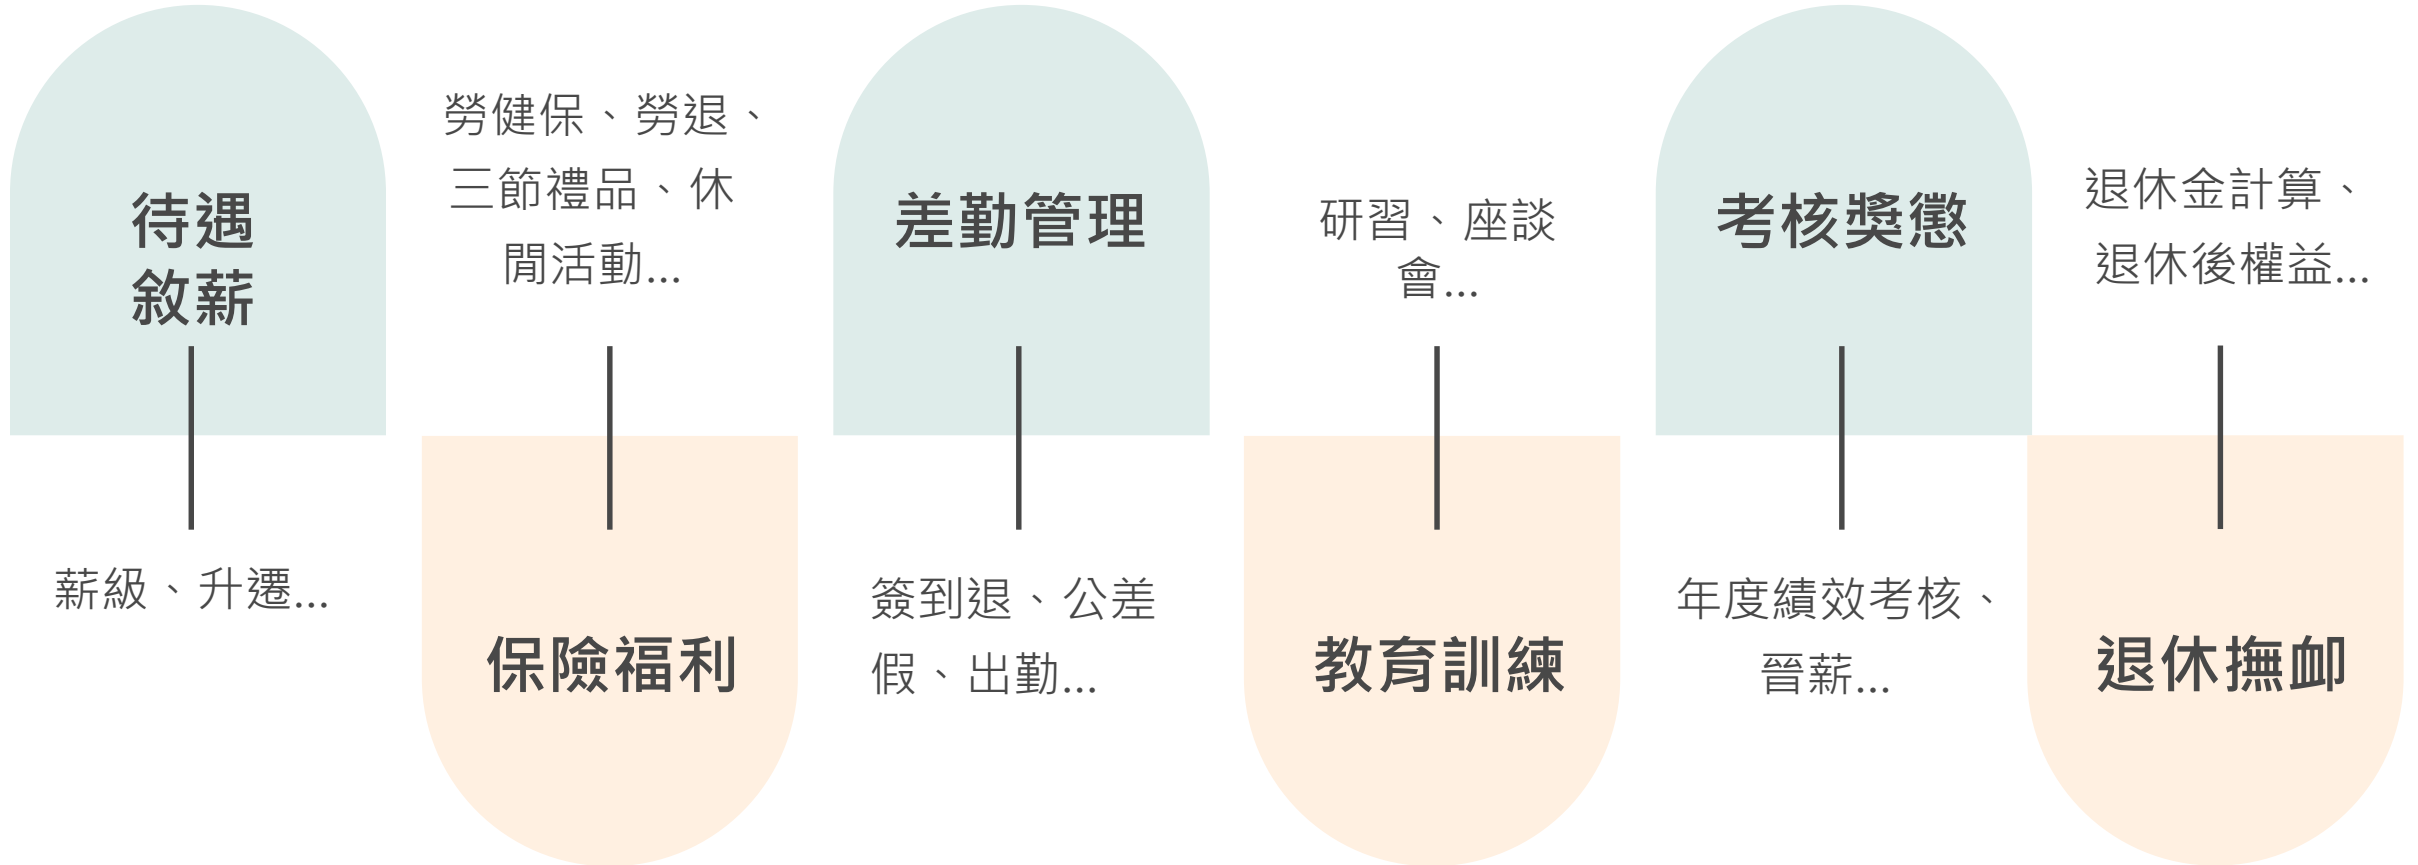 待遇
敘薪
薪級、升遷...
勞健保、勞退、
三節禮品、休
閒活動...
保險福利
差勤管理
簽到退、公差
假、出勤...
研習、座談
會...
教育訓練
考核獎懲
年度績效考核、
晉薪...
退休金計算、
退休後權益...
退休撫卹